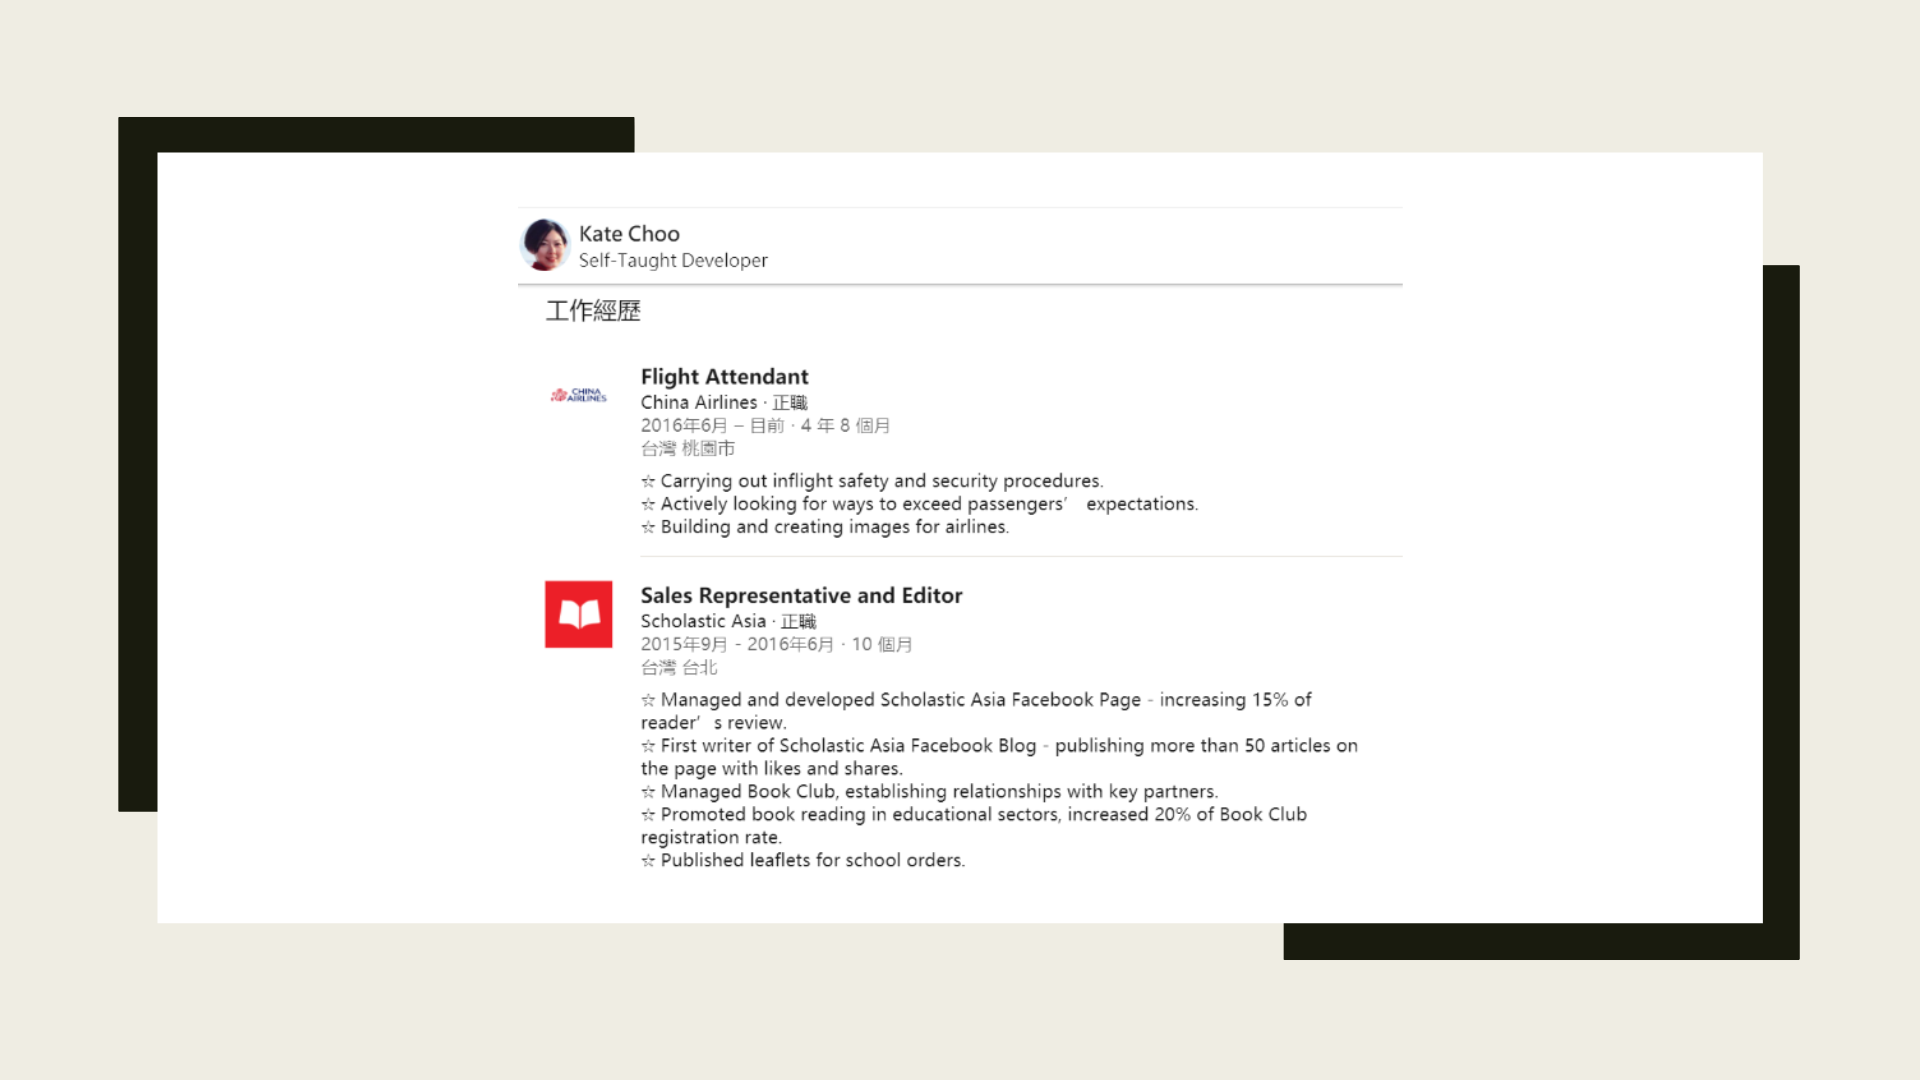 Kate Choo
Self-Taught Developer
工作經歷
CHINA AIRLINES
Flight Attendant
China Airlines · 正職
2016年6月 – 目前 · 4 年 8 個月
台灣 桃園市
☆ Carrying out inflight safety and security procedures.
☆ Actively looking for ways to exceed passengers’ expectations.
☆ Building and creating images for airlines.
Sales Representative and Editor
Scholastic Asia · 正職
2015年9月 - 2016年6月 · 10 個月
台灣 台北
☆ Managed and developed Scholastic Asia Facebook Page - increasing 15% of
reader’s review.
☆ First writer of Scholastic Asia Facebook Blog - publishing more than 50 articles on
the page with likes and shares.
☆ Managed Book Club, establishing relationships with key partners.
☆ Promoted book reading in educational sectors, increased 20% of Book Club
registration rate.
☆ Published leaflets for school orders.